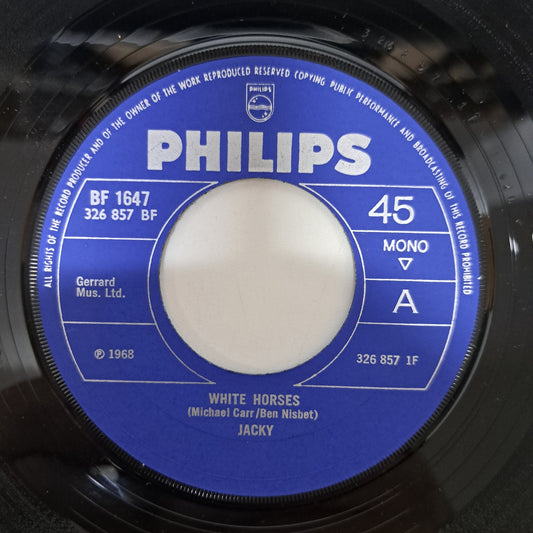 ALL RIGHTS OF THE RECORD PRODUCER AND OF THE OWNER OF THE WORK REPRODUCED RESERVED COPYING PUBLIC PERFORMANCE AND BROADCASTING OF THIS RECORD PROHIBITED
PHILIPS
PHILIPS
BF 1647
326 857 BF
45
MONO
A
Gerrard
Mus. Ltd.
℗ 1968
326 857 1F
WHITE HORSES
(Michael Carr/Ben Nisbet)
JACKY